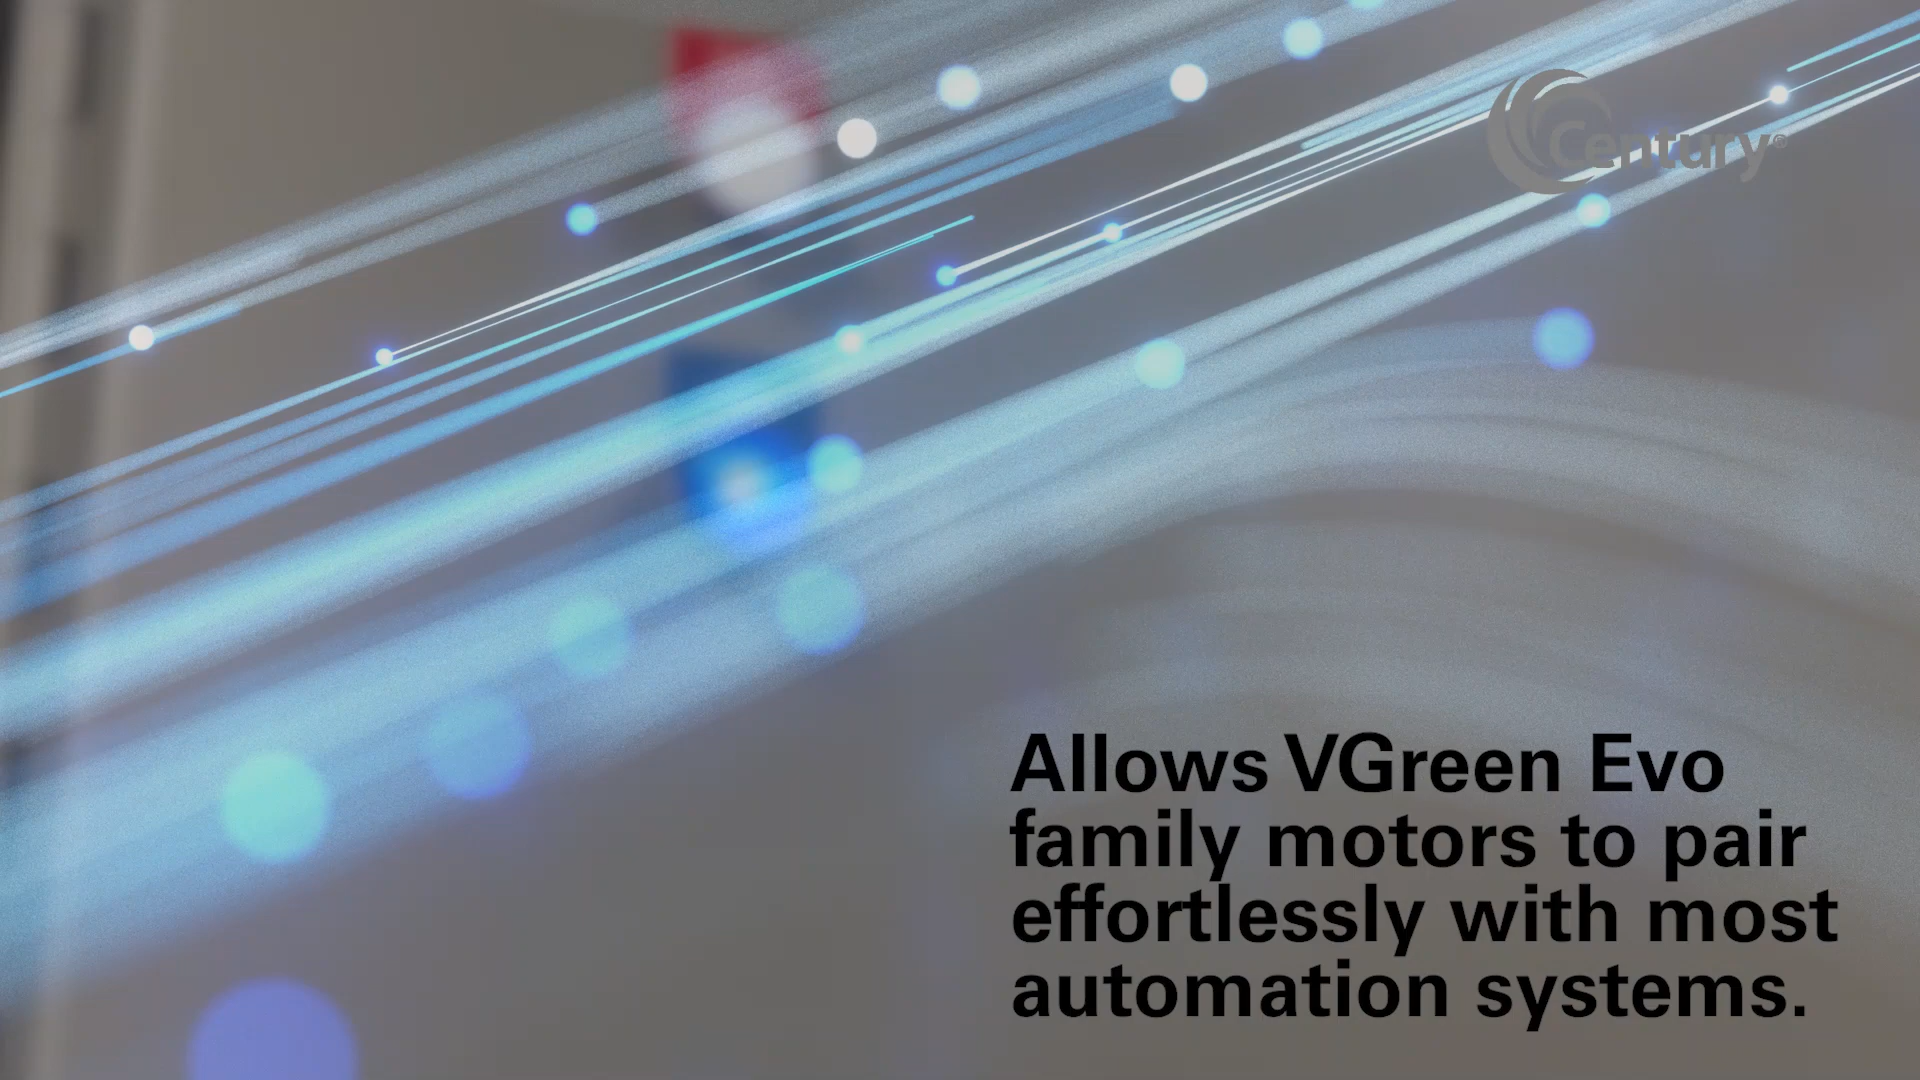 Century®
Allows VGreen Evo
family motors to pair
effortlessly with most
automation systems.